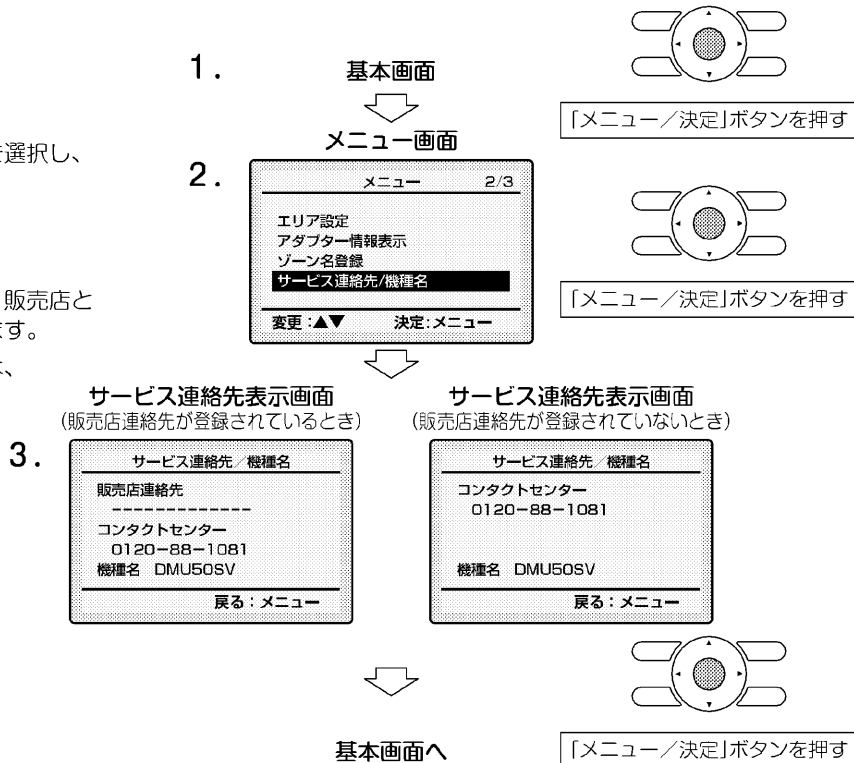 1.
基本画面
「メニュー／決定」ボタンを押す
メニュー画面
を選択し、
2.
メニュー 2/3
エリア設定
アダプター情報表示
ゾーン名登録
サービス連絡先/機種名
変更：▲▼ 決定：メニュー
「メニュー／決定」ボタンを押す
販売店と
ます。
は、
サービス連絡先表示画面
（販売店連絡先が登録されているとき）
サービス連絡先表示画面
（販売店連絡先が登録されていないとき）
3.
サービス連絡先／機種名
販売店連絡先
-------------
コンタクトセンター
0120-88-1081
機種名 DMU50SV
戻る：メニュー
サービス連絡先／機種名
コンタクトセンター
0120-88-1081
機種名 DMU50SV
戻る：メニュー
基本画面へ
「メニュー／決定」ボタンを押す